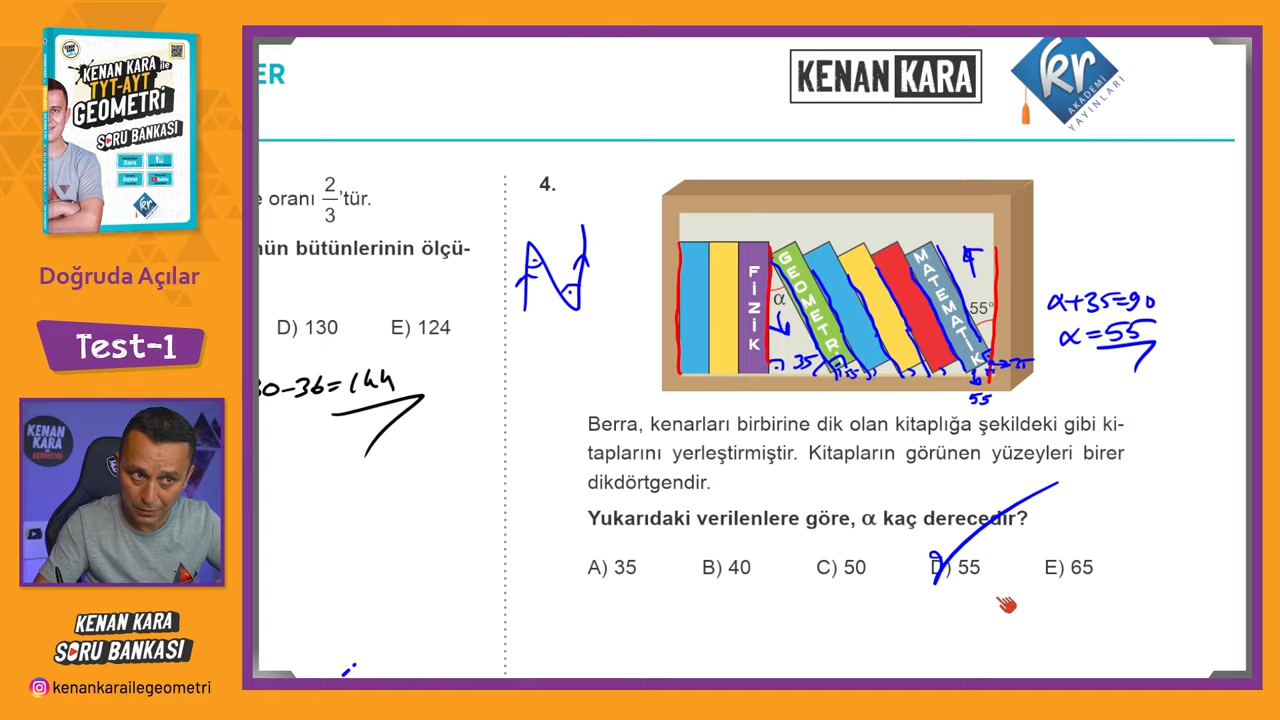 KENAN KARA ile
TYT-AYT
GEOMETRİ
SORU BANKASI
Doğruda Açılar
Test-1
KENAN
KARA
KENAN KARA
SORU BANKASI
kenankarailegeometri
ER
KENAN KARA
kr
AKADEMİ
YAYINLARI
e oranı 2/3'tür.
nün bütünlerinin ölçü-
D) 130 E) 124
80-36=144
4.
FİZİK
GEOMETRİ
MATEMATİK
α
55°
35
55
α+35=90
α=55
Berra, kenarları birbirine dik olan kitaplığa şekildeki gibi ki-
taplarını yerleştirmiştir. Kitapların görünen yüzeyleri birer
dikdörtgendir.
Yukarıdaki verilenlere göre, α kaç derecedir?
A) 35 B) 40 C) 50 D) 55 E) 65